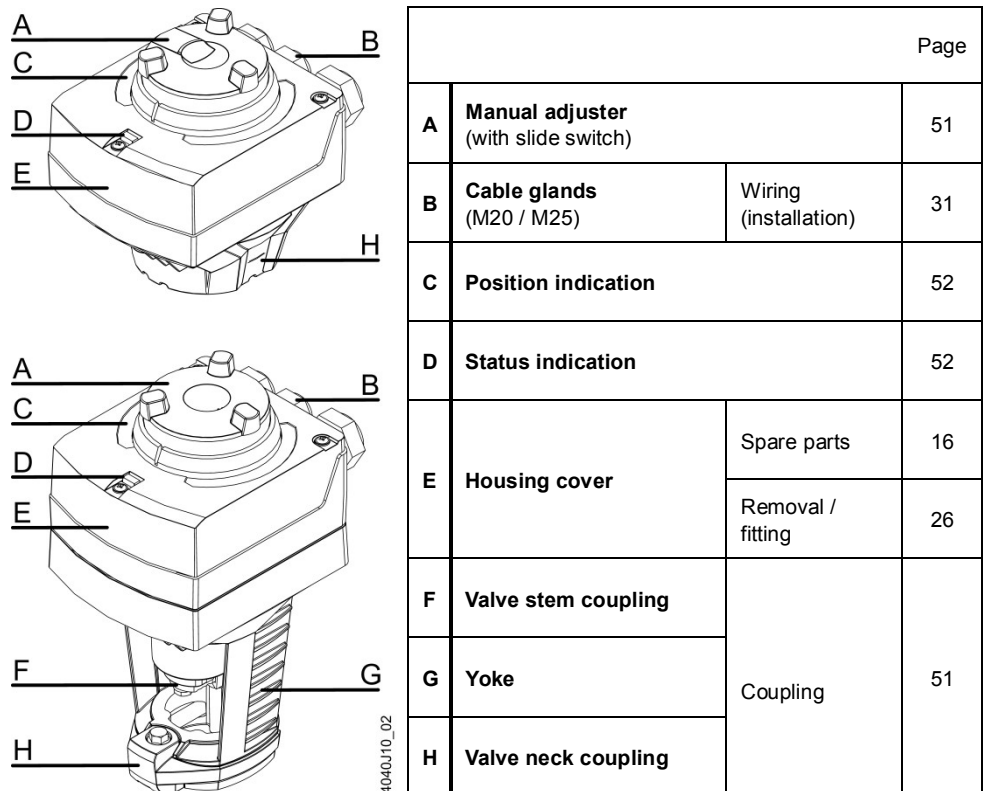 A
B
C
D
E
H
A
B
C
D
E
F
G
H
4040J10_02
Page
A Manual adjuster 51
(with slide switch)
B Cable glands Wiring 31
(M20 / M25) (installation)
C Position indication 52
D Status indication 52
E Housing cover Spare parts 16
Removal / 26
fitting
F Valve stem coupling
G Yoke Coupling 51
H Valve neck coupling